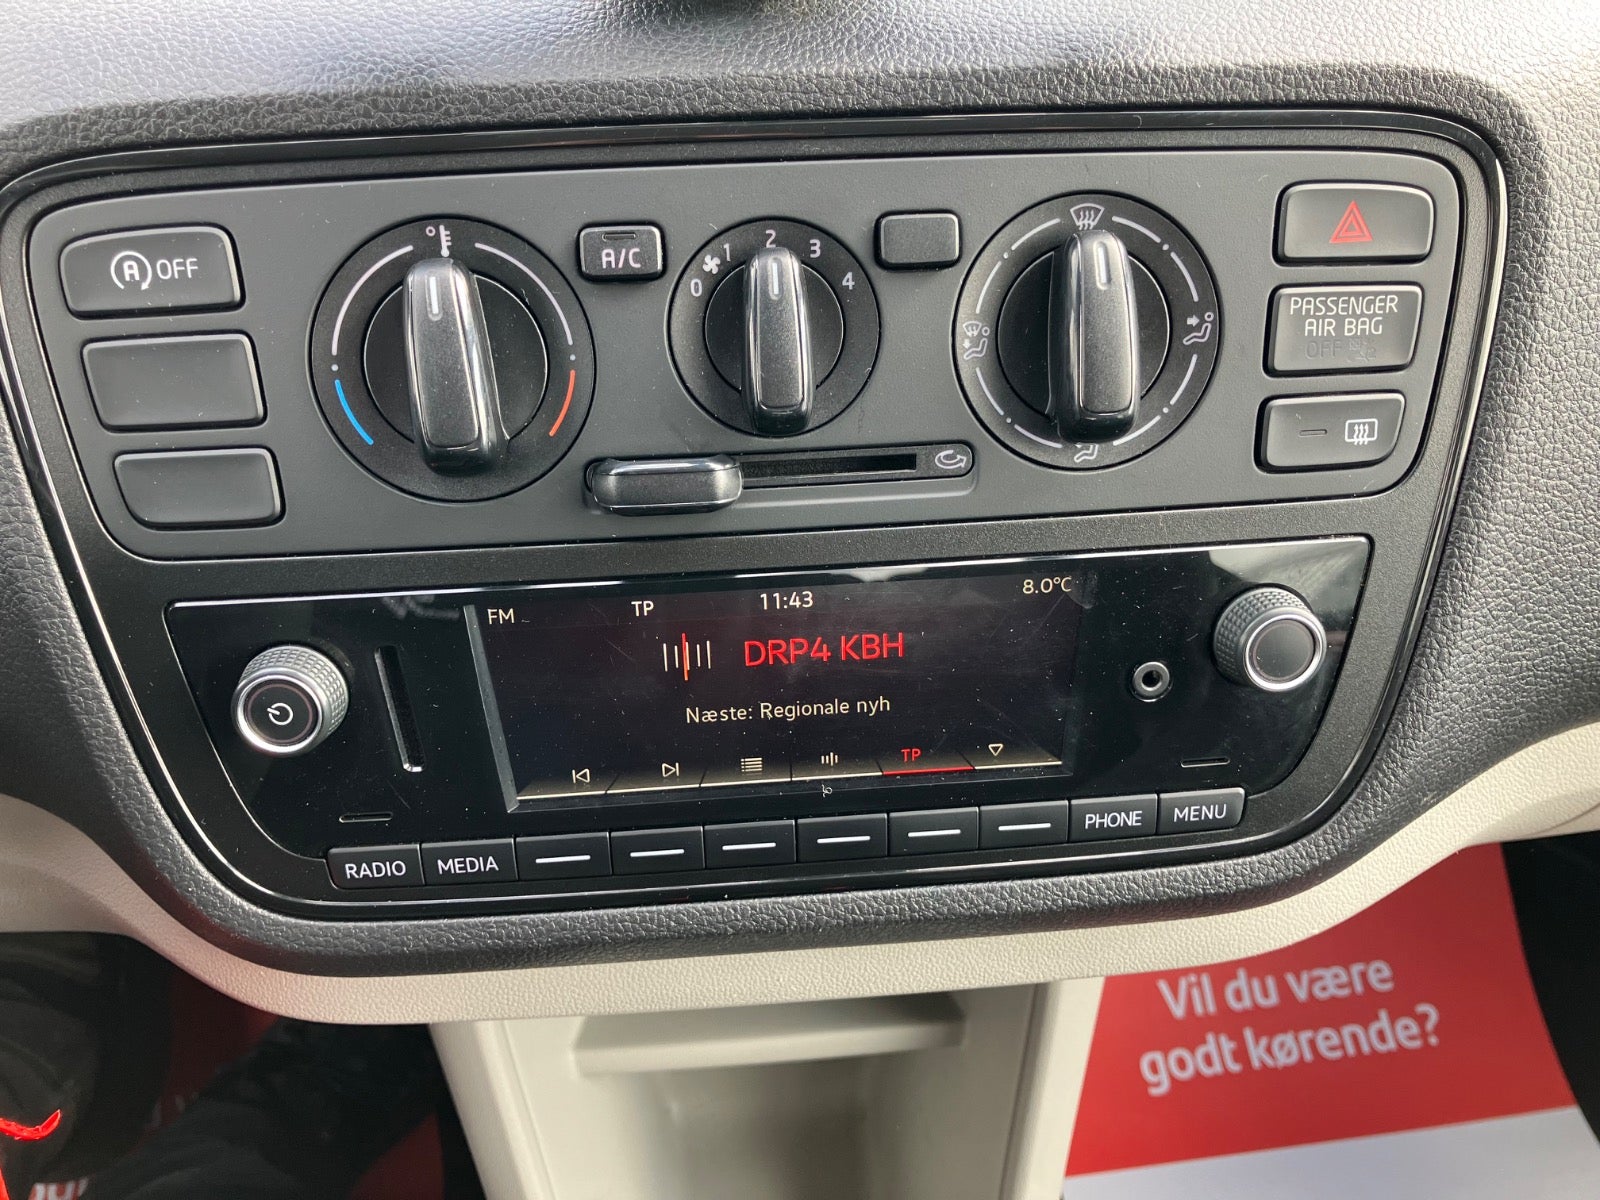 A OFF
A/C
0 1 2 3 4
PASSENGER
AIR BAG
OFF
FM TP 11:43 8.0°C
DRP4 KBH
Næste: Regionale nyh
TP
RADIO MEDIA PHONE MENU
Vil du være
godt kørende?